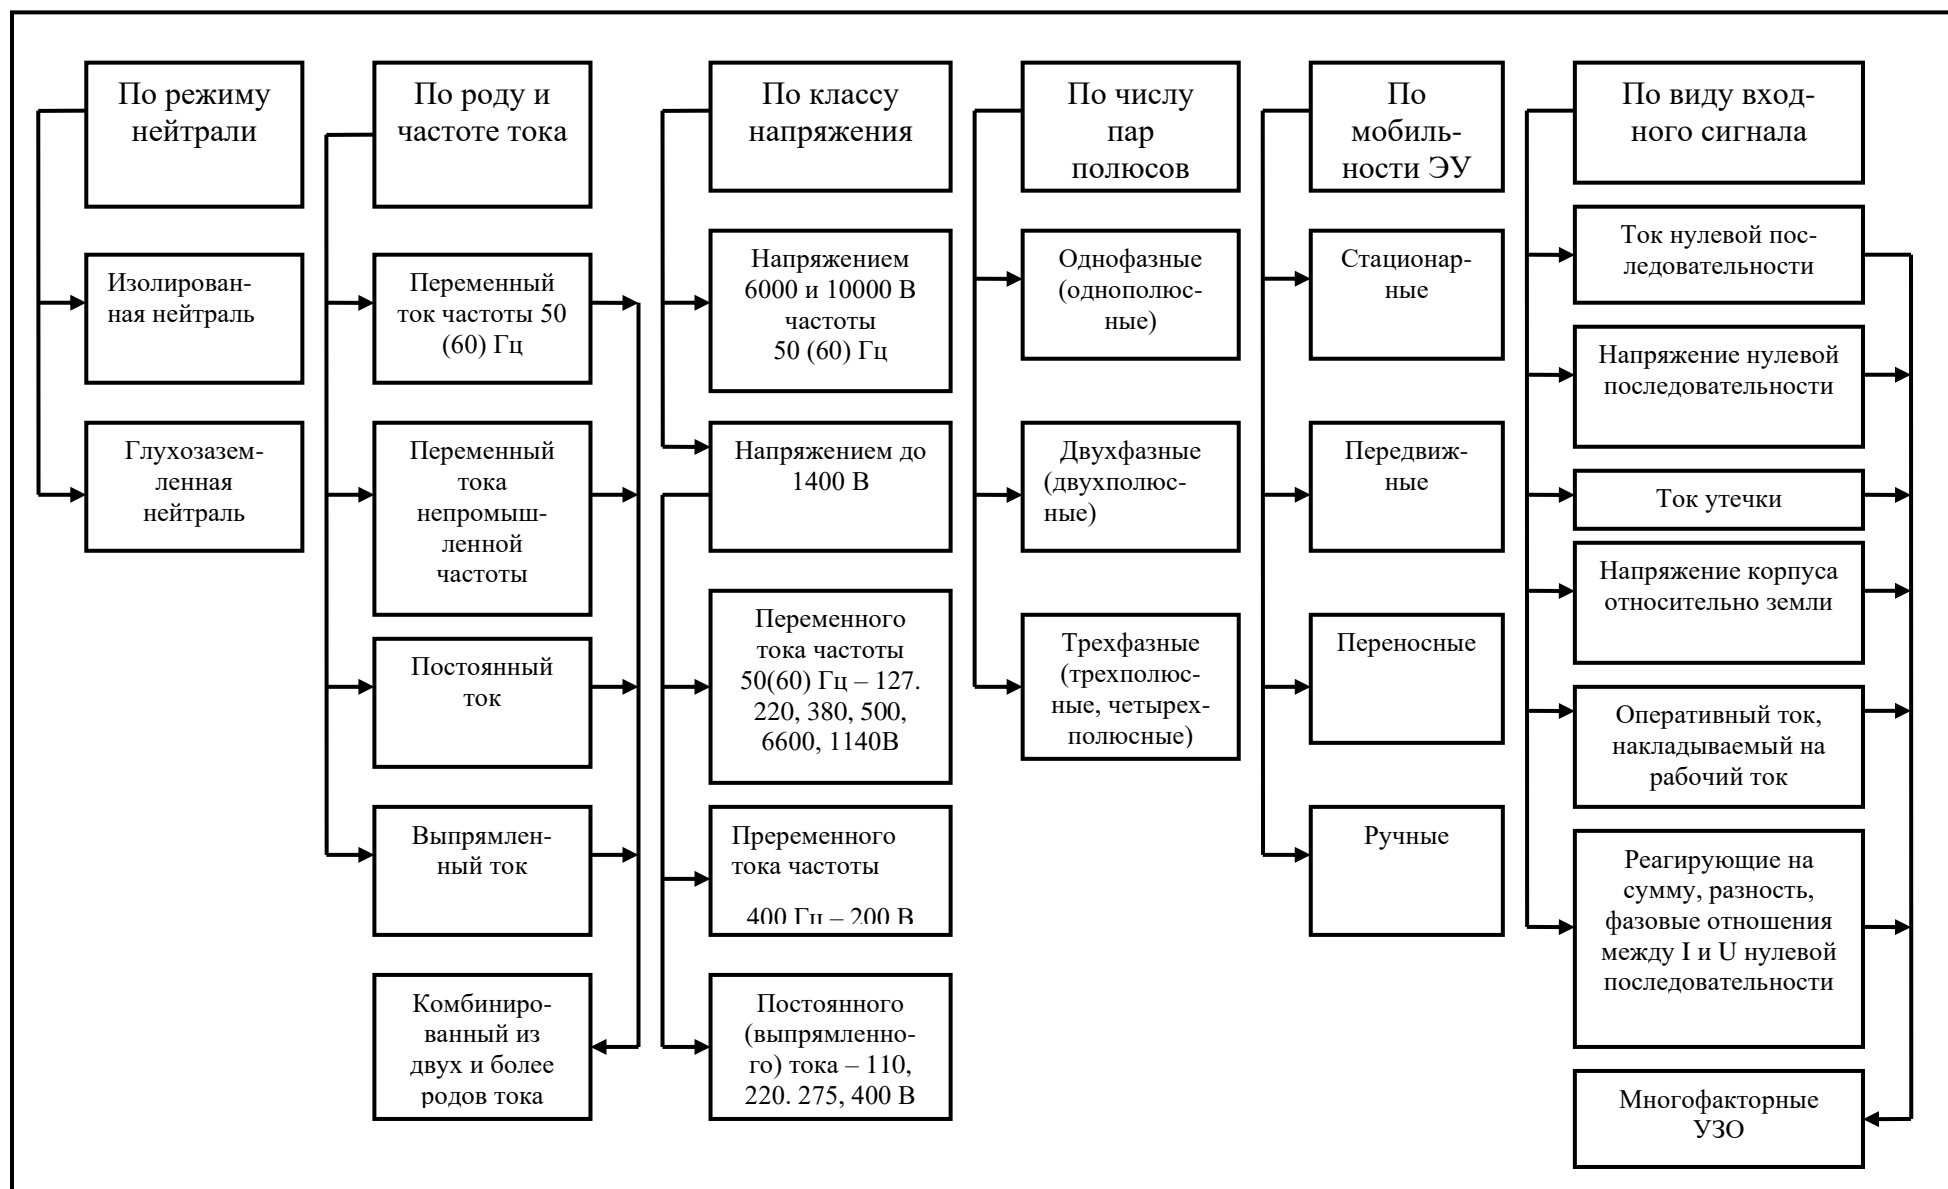 По режиму
нейтрали
Изолирован-
ная нейтраль
Глухозазем-
ленная
нейтраль
По роду и
частоте тока
Переменный
ток частоты 50
(60) Гц
Переменный
тока
непромыш-
ленной
частоты
Постоянный
ток
Выпрямлен-
ный ток
Комбиниро-
ванный из
двух и более
родов тока
По классу
напряжения
Напряжением
6000 и 10000 В
частоты
50 (60) Гц
Напряжением до
1400 В
Переменного
тока частоты
50(60) Гц – 127.
220, 380, 500,
6600, 1140В
Преременного
тока частоты
400 Гц – 200 В
Постоянного
(выпрямленно-
го) тока – 110,
220. 275, 400 В
По числу
пар
полюсов
Однофазные
(однополюс-
ные)
Двухфазные
(двухполюс-
ные)
Трехфазные
(трехполюс-
ные, четырех-
полюсные)
По
мобиль-
ности ЭУ
Стационар-
ные
Передвиж-
ные
Переносные
Ручные
По виду вход-
ного сигнала
Ток нулевой пос-
ледовательности
Напряжение нулевой
последовательности
Ток утечки
Напряжение корпуса
относительно земли
Оперативный ток,
накладываемый на
рабочий ток
Реагирующие на
сумму, разность,
фазовые отношения
между I и U нулевой
последовательности
Многофакторные
УЗО